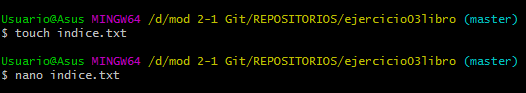 Usuario@Asus MINGW64 /d/mod 2-1 Git/REPOSITORIOS/ejercicio03libro (master)
$ touch indice.txt
Usuario@Asus MINGW64 /d/mod 2-1 Git/REPOSITORIOS/ejercicio03libro (master)
$ nano indice.txt